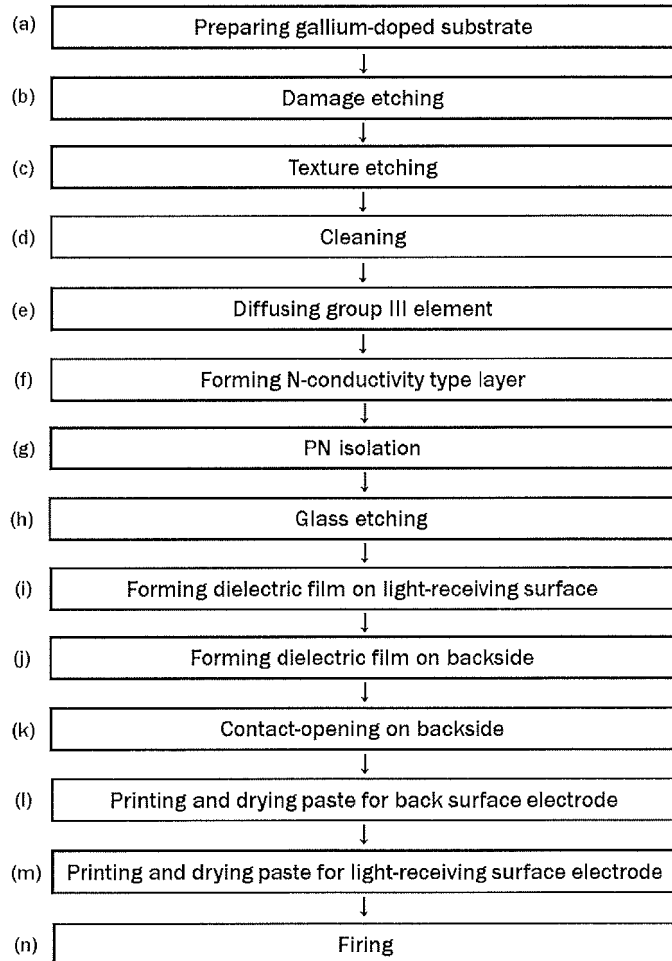 (a) Preparing gallium-doped substrate
(b) Damage etching
(c) Texture etching
(d) Cleaning
(e) Diffusing group III element
(f) Forming N-conductivity type layer
(g) PN isolation
(h) Glass etching
(i) Forming dielectric film on light-receiving surface
(j) Forming dielectric film on backside
(k) Contact-opening on backside
(l) Printing and drying paste for back surface electrode
(m) Printing and drying paste for light-receiving surface electrode
(n) Firing